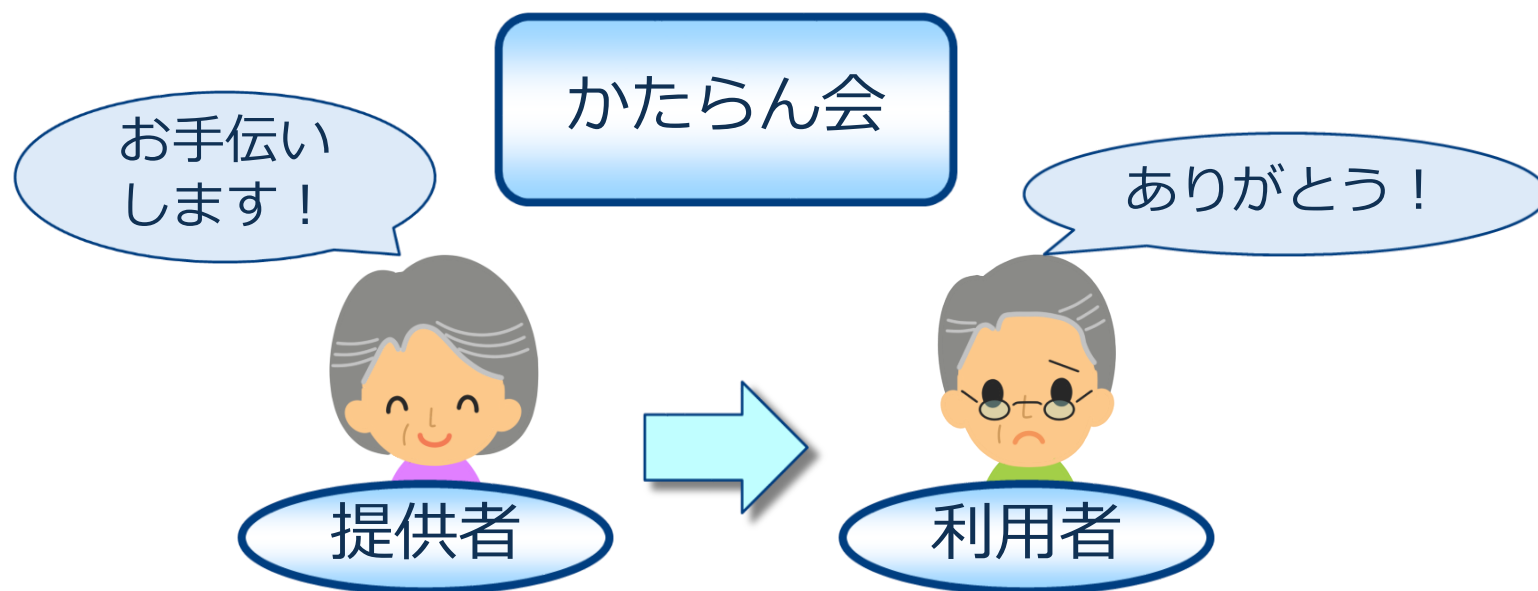 かたらん会
お手伝い
します！
ありがとう！
提供者
利用者